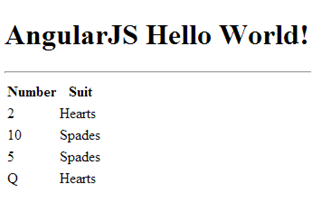 AngularJS Hello World!
Number Suit
2 Hearts
10 Spades
5 Spades
Q Hearts